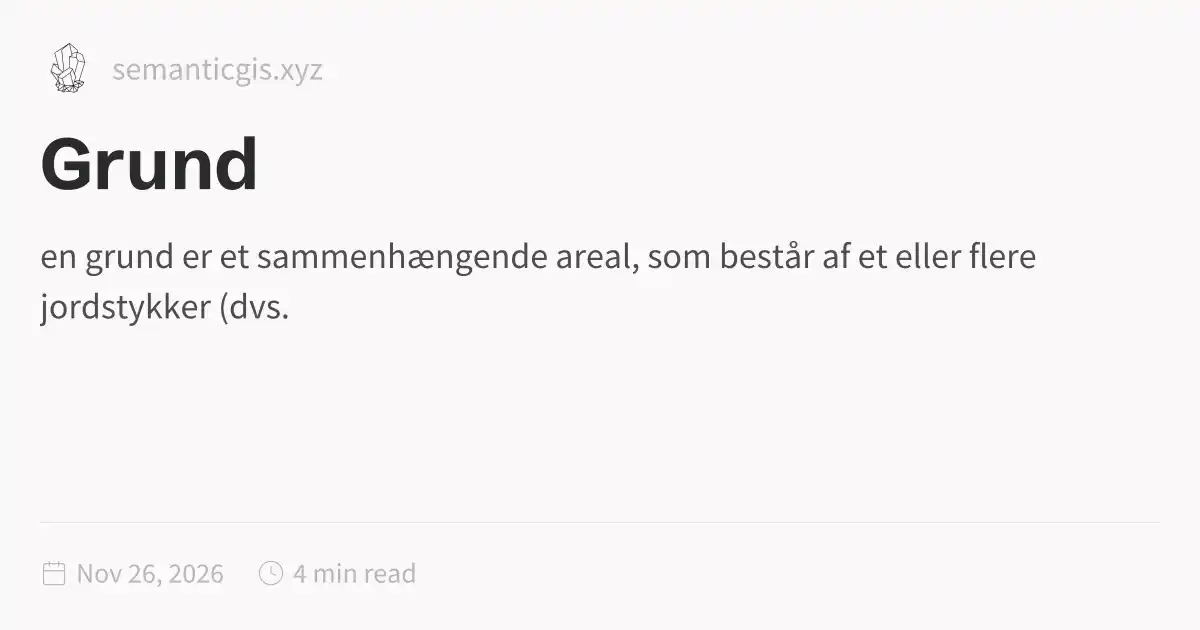 semanticgis.xyz
Grund
en grund er et sammenhængende areal, som består af et eller flere
jordstykker (dvs.
Nov 26, 2026
4 min read